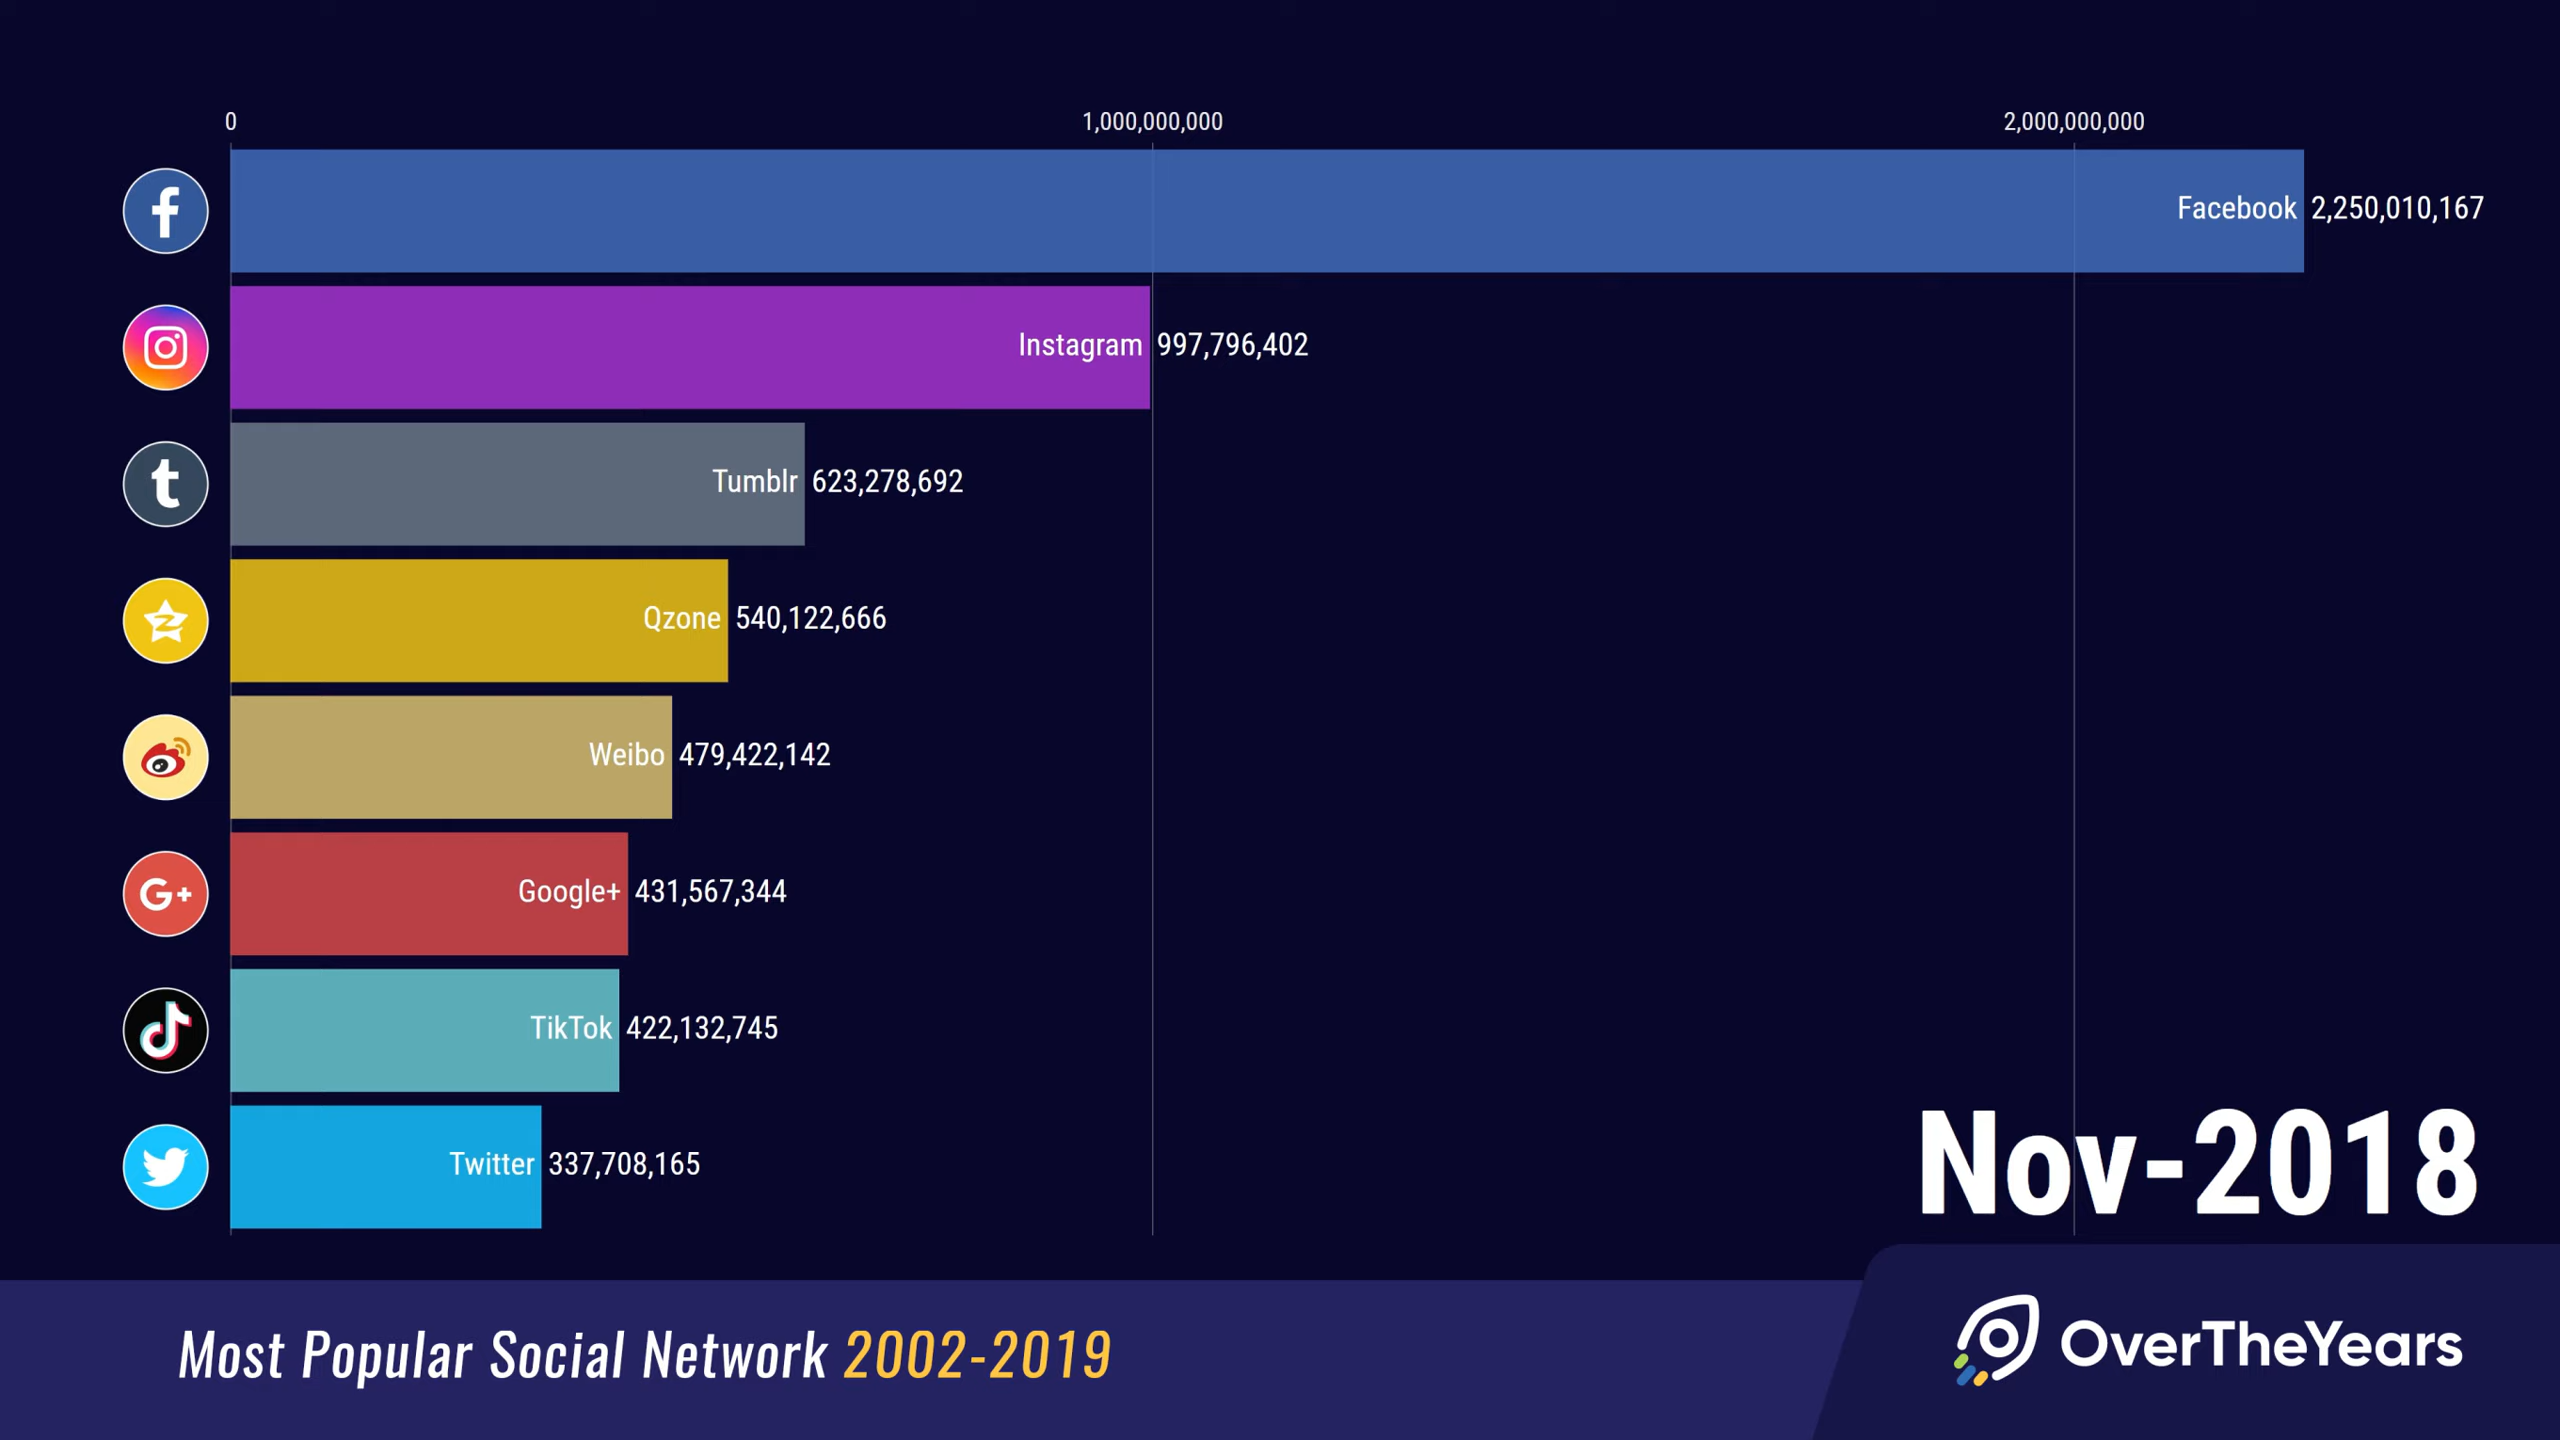 0 1,000,000,000 2,000,000,000
Facebook 2,250,010,167
Instagram 997,796,402
t Tumblr 623,278,692
Qzone 540,122,666
Weibo 479,422,142
G+ Google+ 431,567,344
TikTok 422,132,745
Twitter 337,708,165
Nov-2018
Most Popular Social Network 2002-2019
OverTheYears